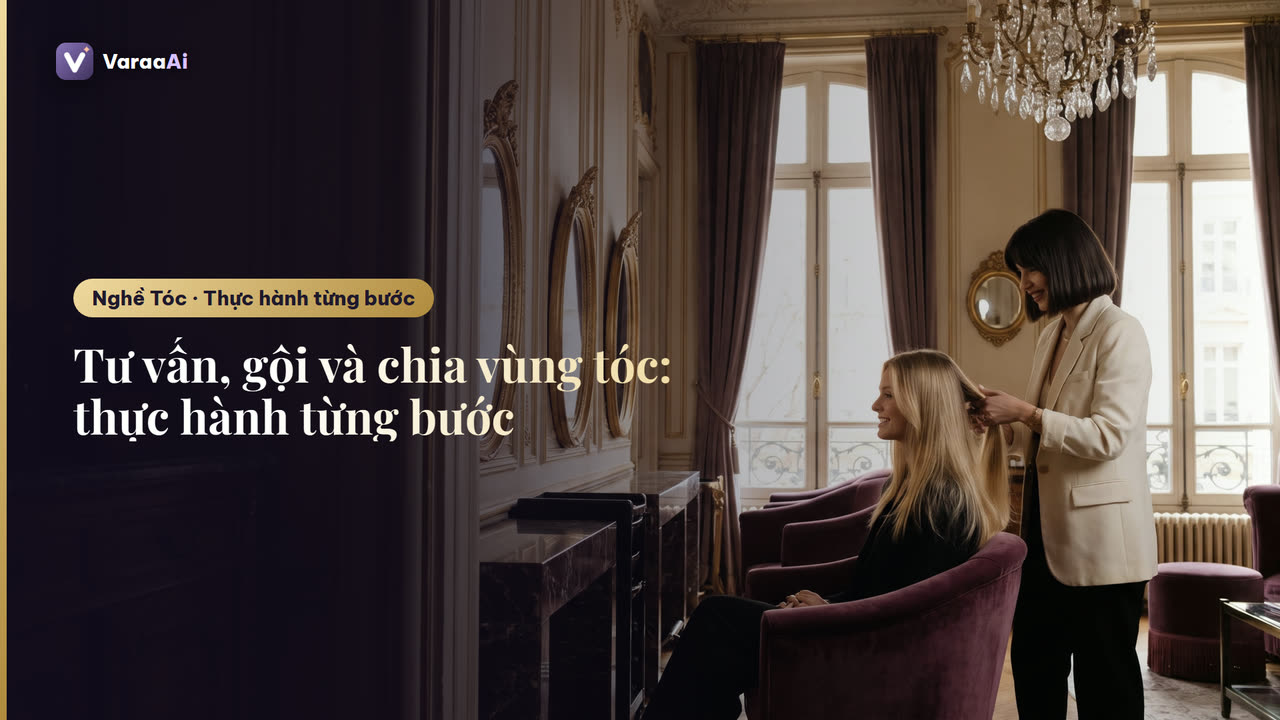 VaraaAi
Nghề Tóc · Thực hành từng bước
Tư vấn, gội và chia vùng tóc:
thực hành từng bước